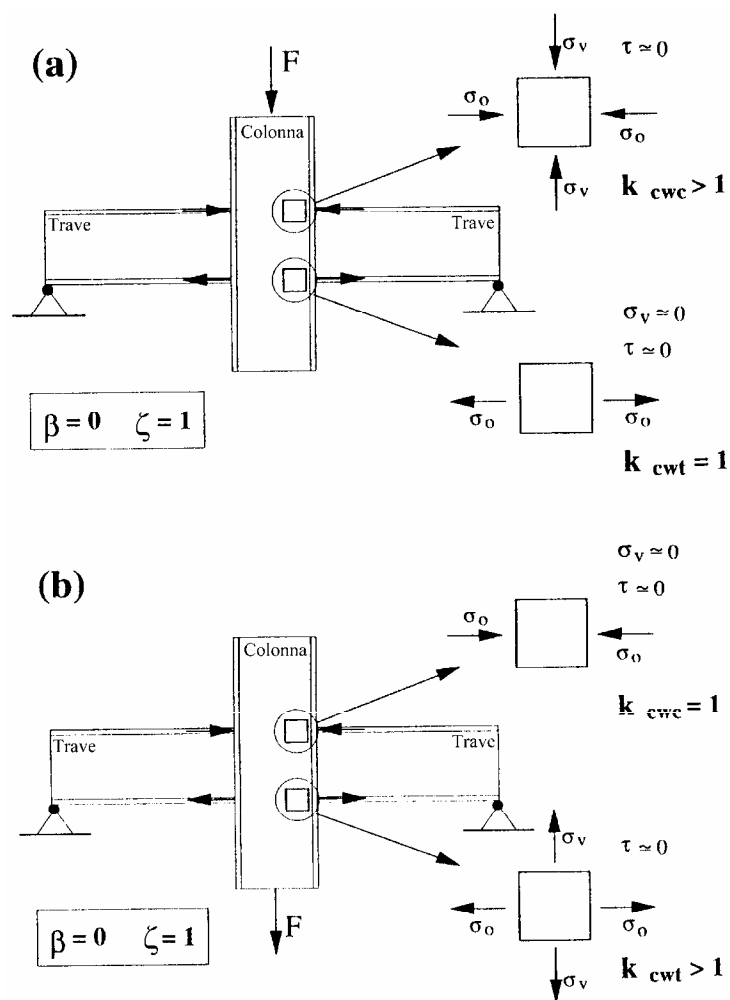 (a)
F
Colonna
Trave
Trave
σv τ ≃ 0
σo
σo
σv
k cwc > 1
σv ≃ 0
τ ≃ 0
σo σo
k cwt = 1
β = 0 ζ = 1
(b)
σv ≃ 0
τ ≃ 0
σo
σo
k cwc = 1
Colonna
Trave
Trave
σv τ ≃ 0
σo σo
σv
k cwt > 1
F
β = 0 ζ = 1